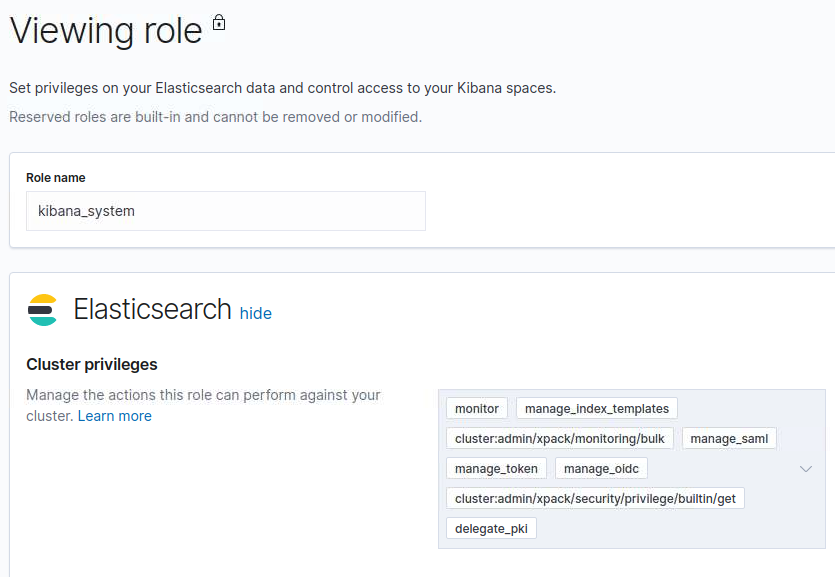 Viewing role
Set privileges on your Elasticsearch data and control access to your Kibana spaces.
Reserved roles are built-in and cannot be removed or modified.
Role name
kibana_system
Elasticsearch hide
Cluster privileges
Manage the actions this role can perform against your
cluster. Learn more
monitor manage_index_templates
cluster:admin/xpack/monitoring/bulk manage_saml
manage_token manage_oidc
cluster:admin/xpack/security/privilege/builtin/get
delegate_pki